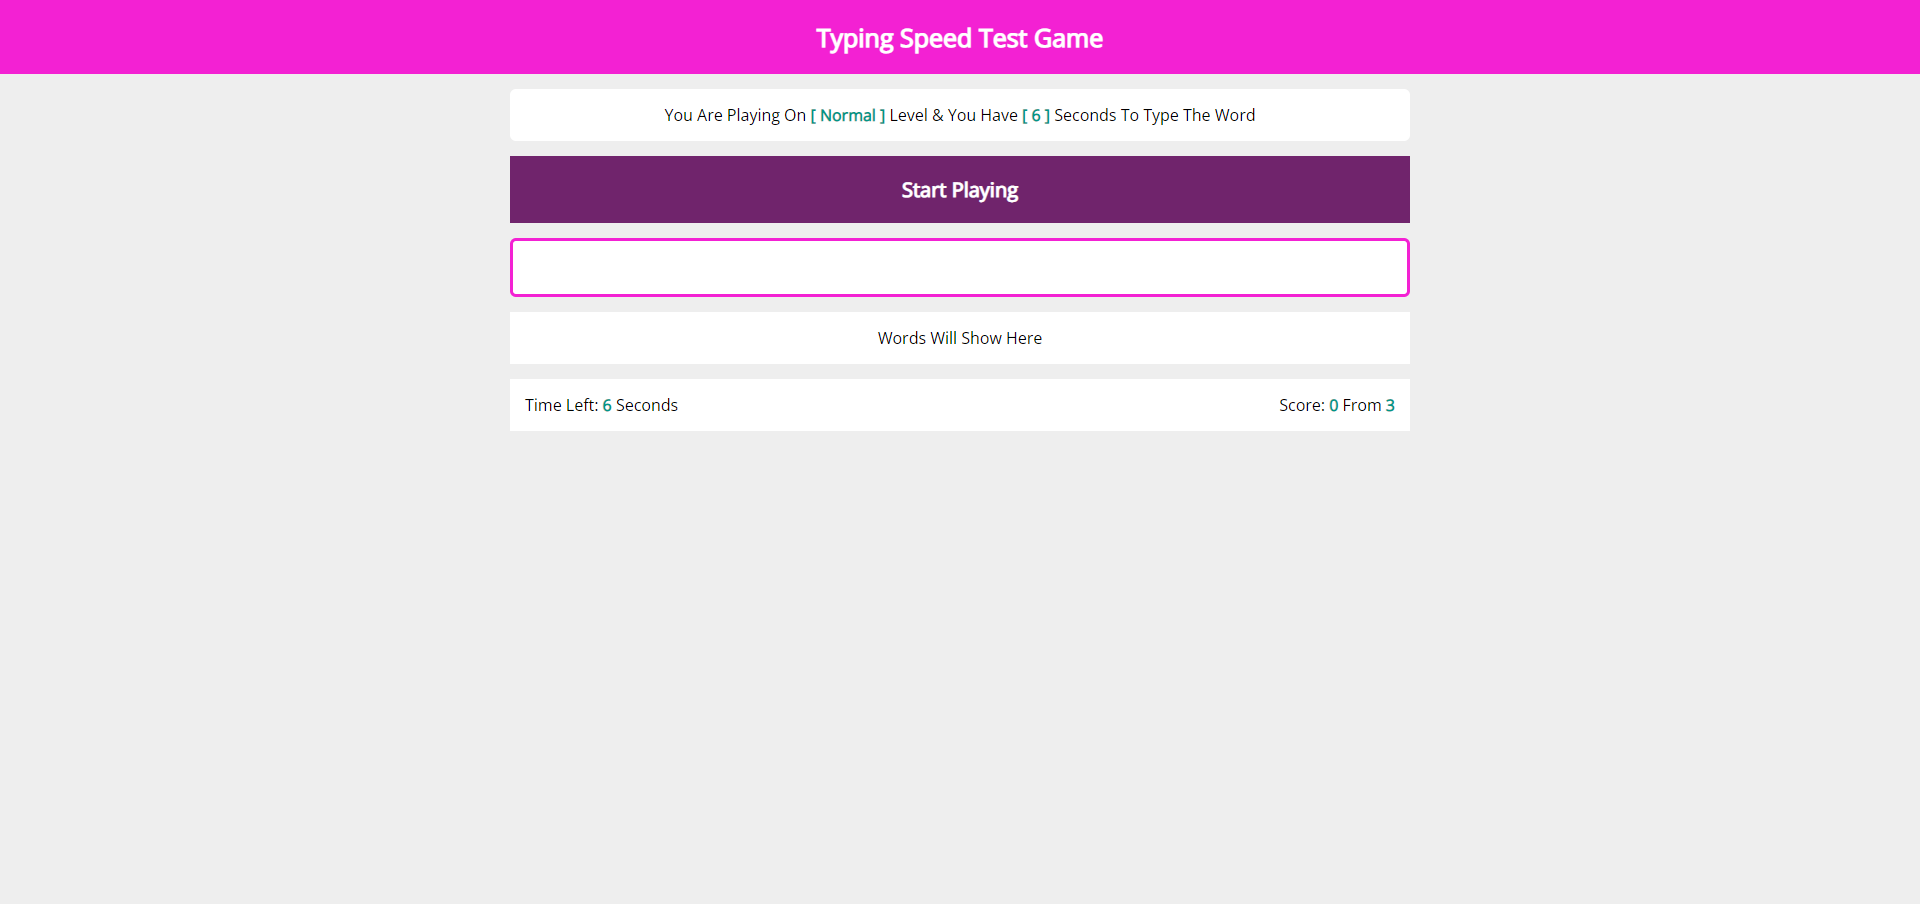 Typing Speed Test Game
You Are Playing On [ Normal ] Level & You Have [ 6 ] Seconds To Type The Word
Start Playing
Words Will Show Here
Time Left: 6 Seconds
Score: 0 From 3